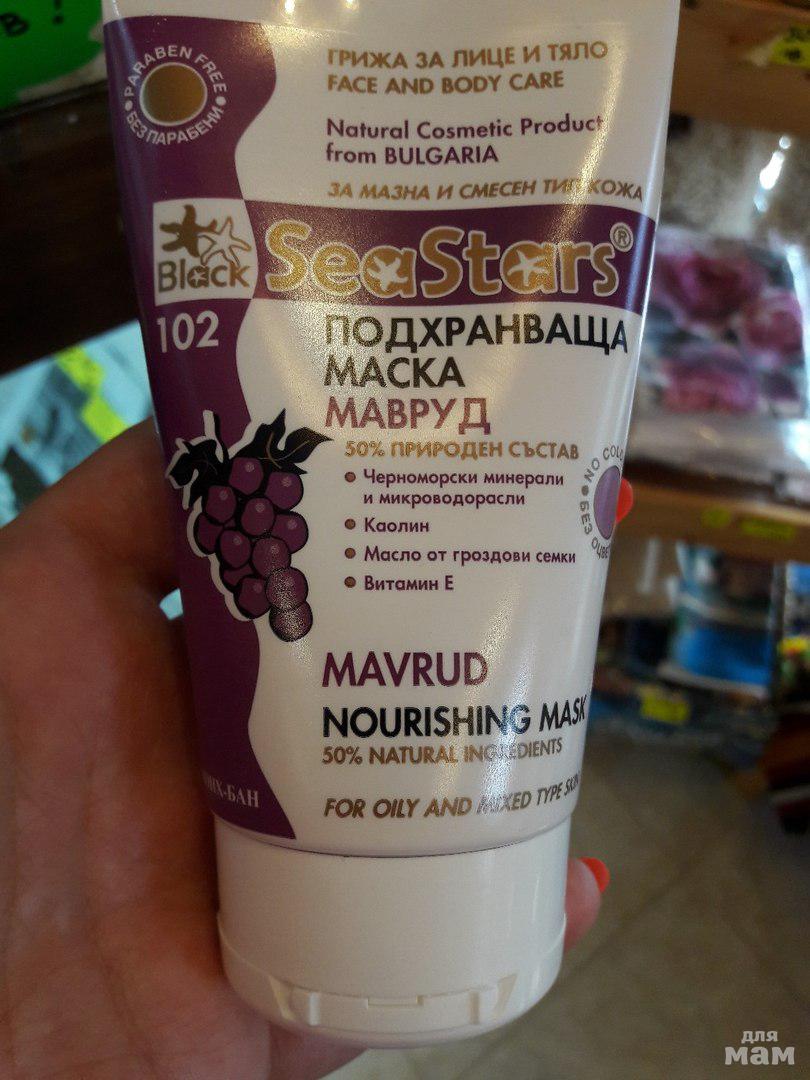 В !
PARABEN FREE
БЕЗ ПАРАБЕНИ
ГРИЖА ЗА ЛИЦЕ И ТЯЛО
FACE AND BODY CARE
Natural Cosmetic Product
from BULGARIA
ЗА МАЗНА И СМЕСЕН ТИП КОЖА
Black
SeaStars®
102
ПОДХРАНВАЩА
МАСКА
МАВРУД
50% ПРИРОДЕН СЪСТАВ
• Черноморски минерали
и микроводорасли
• Каолин
• Масло от гроздови семки
• Витамин Е
NO
БЕЗ
MAVRUD
NOURISHING MASK
50% NATURAL INGREDIENTS
FOR OILY AND MIXED TYPE SKIN
для
мам